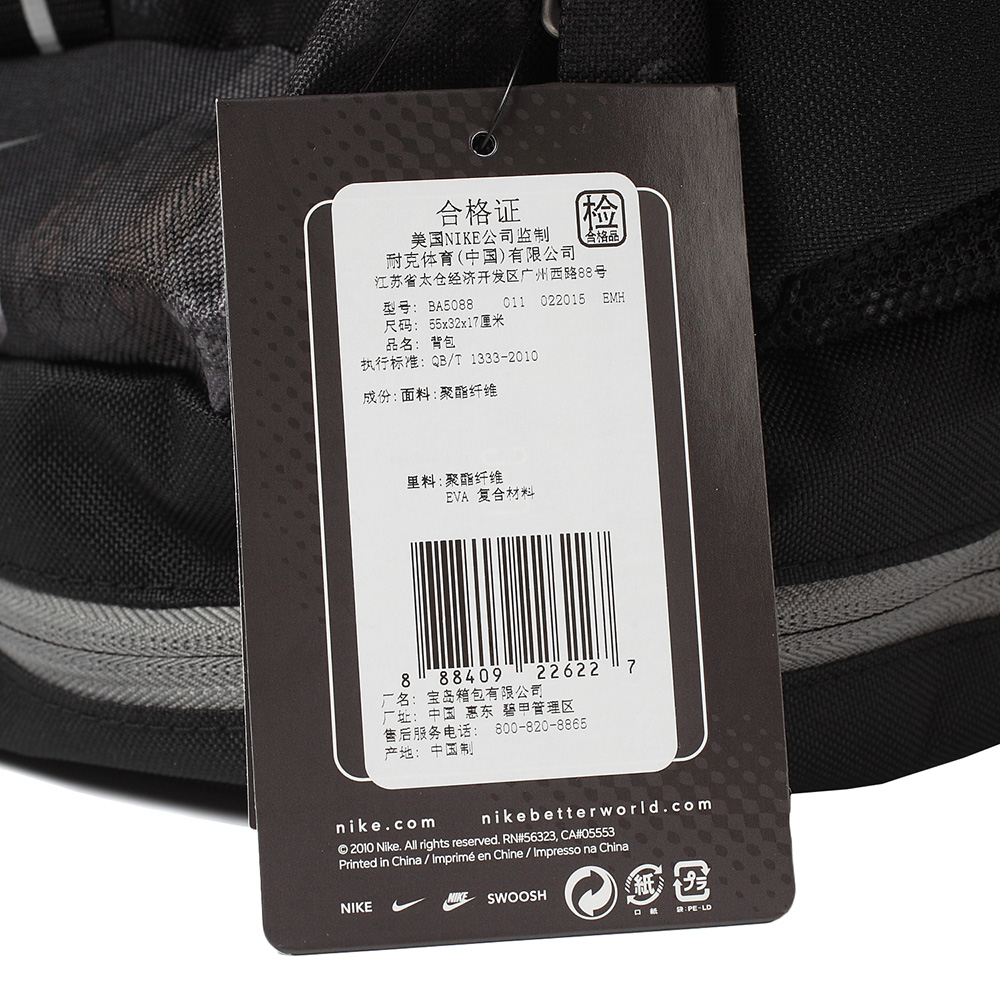 合格证
检
合格品
美国NIKE公司监制
耐克体育(中国)有限公司
江苏省太仓经济开发区广州西路88号
型号: BA5088 011 022015 EMH
尺码: 55x32x17厘米
品名: 背包
执行标准: QB/T 1333-2010
成份: 面料: 聚酯纤维
里料: 聚酯纤维
EVA 复合材料
8 88409 22622 7
厂名: 宝岛箱包有限公司
厂址: 中国 惠东 碧甲管理区
售后服务电话: 800-820-8865
产地: 中国制
nike.com nikebetterworld.com
© 2010 Nike. All rights reserved. RN#56323, CA#05553
Printed in China / Imprimé en Chine / Impresso na China
NIKE NIKE SWOOSH
紙 プラ
口 紙 袋:PE-LD